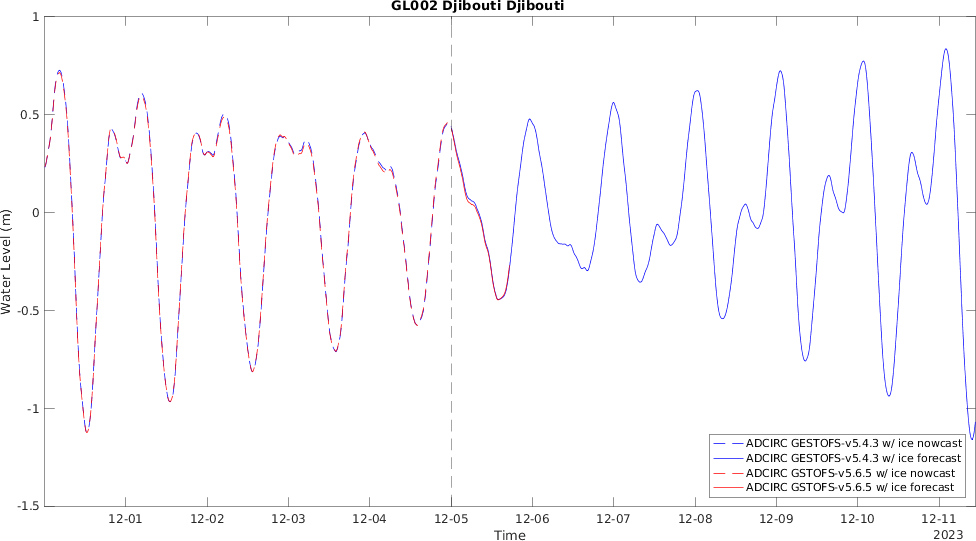 GL002 Djibouti Djibouti
1
0.5
0
-0.5
-1
-1.5
Water Level (m)
ADCIRC GESTOFS-v5.4.3 w/ ice nowcast
ADCIRC GESTOFS-v5.4.3 w/ ice forecast
ADCIRC GSTOFS-v5.6.5 w/ ice nowcast
ADCIRC GSTOFS-v5.6.5 w/ ice forecast
12-01 12-02 12-03 12-04 12-05 12-06 12-07 12-08 12-09 12-10 12-11
Time
2023